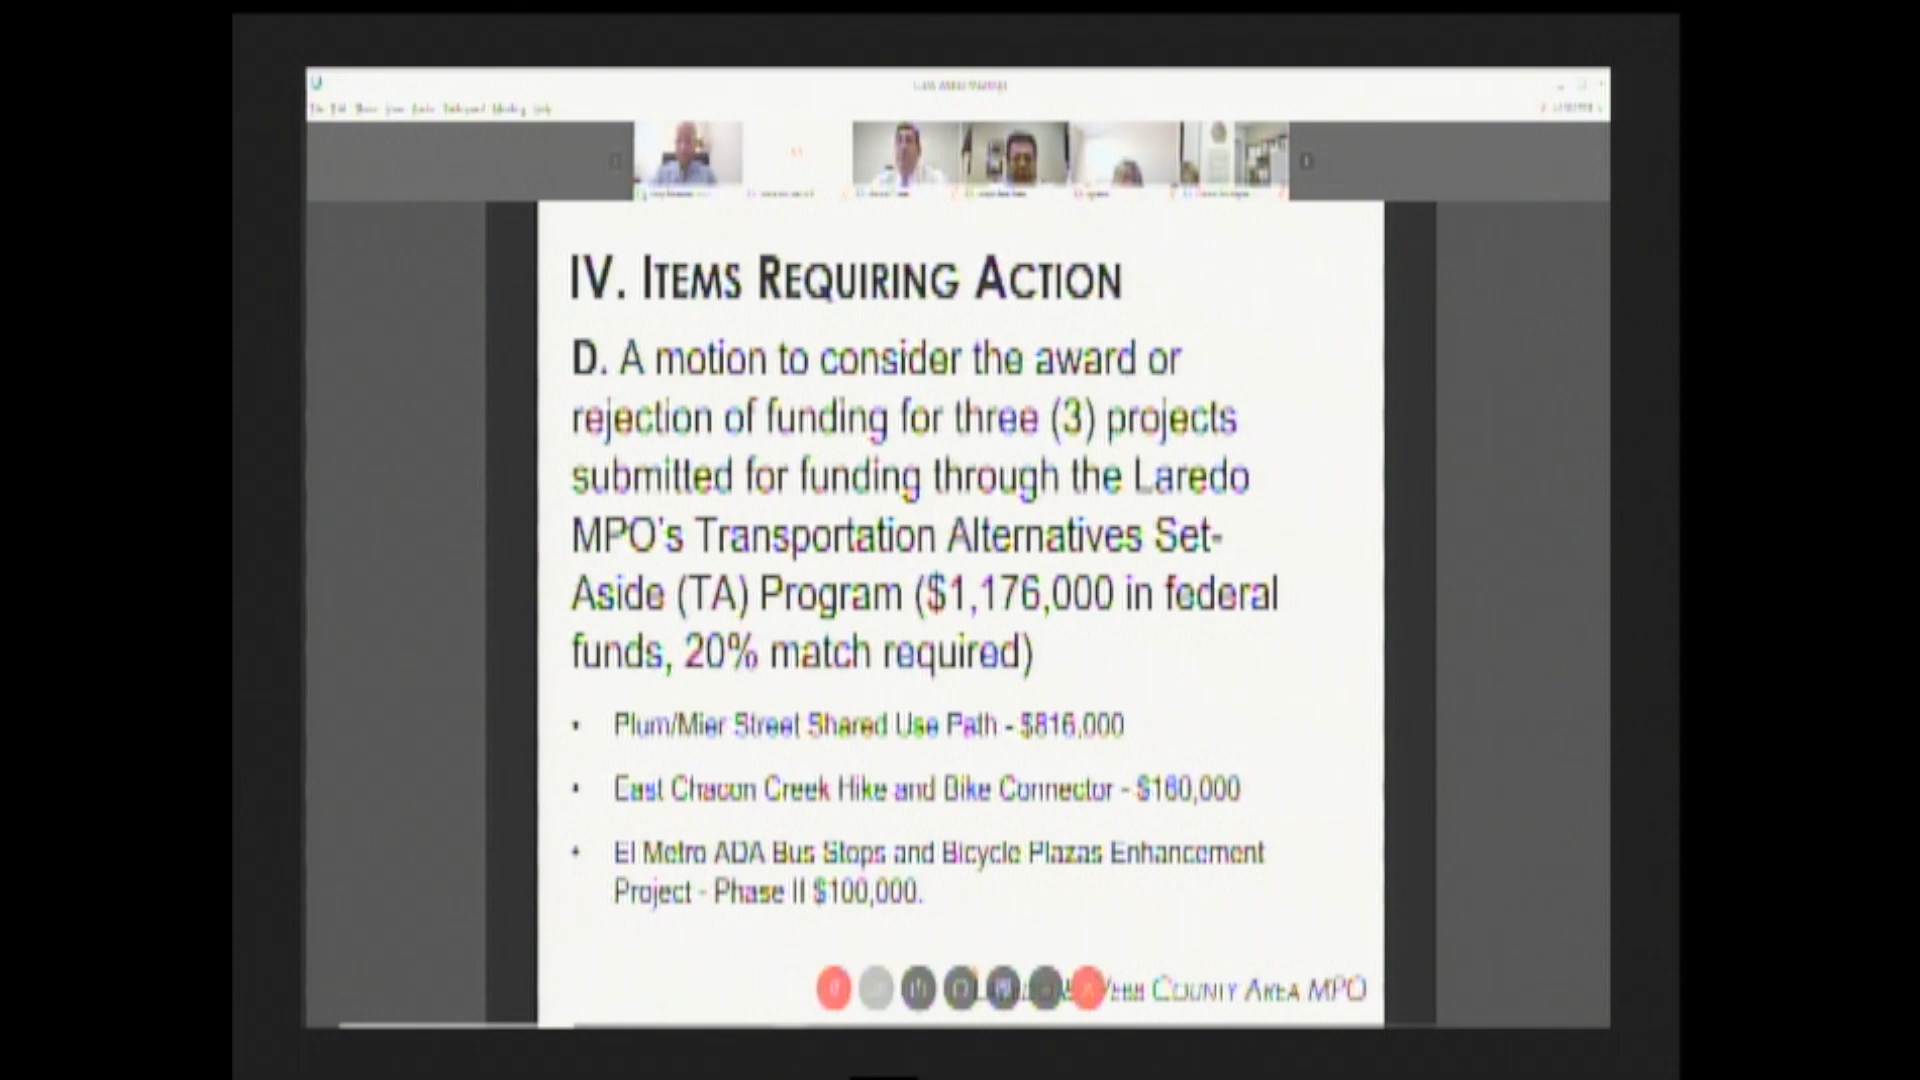 IV. ITEMS REQUIRING ACTION
D. A motion to consider the award or
rejection of funding for three (3) projects
submitted for funding through the Laredo
MPO's Transportation Alternatives Set-
Aside (TA) Program ($1,176,000 in federal
funds, 20% match required)
• Plum/Mier Street Shared Use Path - $816,000
• East Chacon Creek Hike and Bike Connector - $160,000
• El Metro ADA Bus Stops and Bicycle Plazas Enhancement
Project - Phase II $100,000.
COUNTY AREA MPO